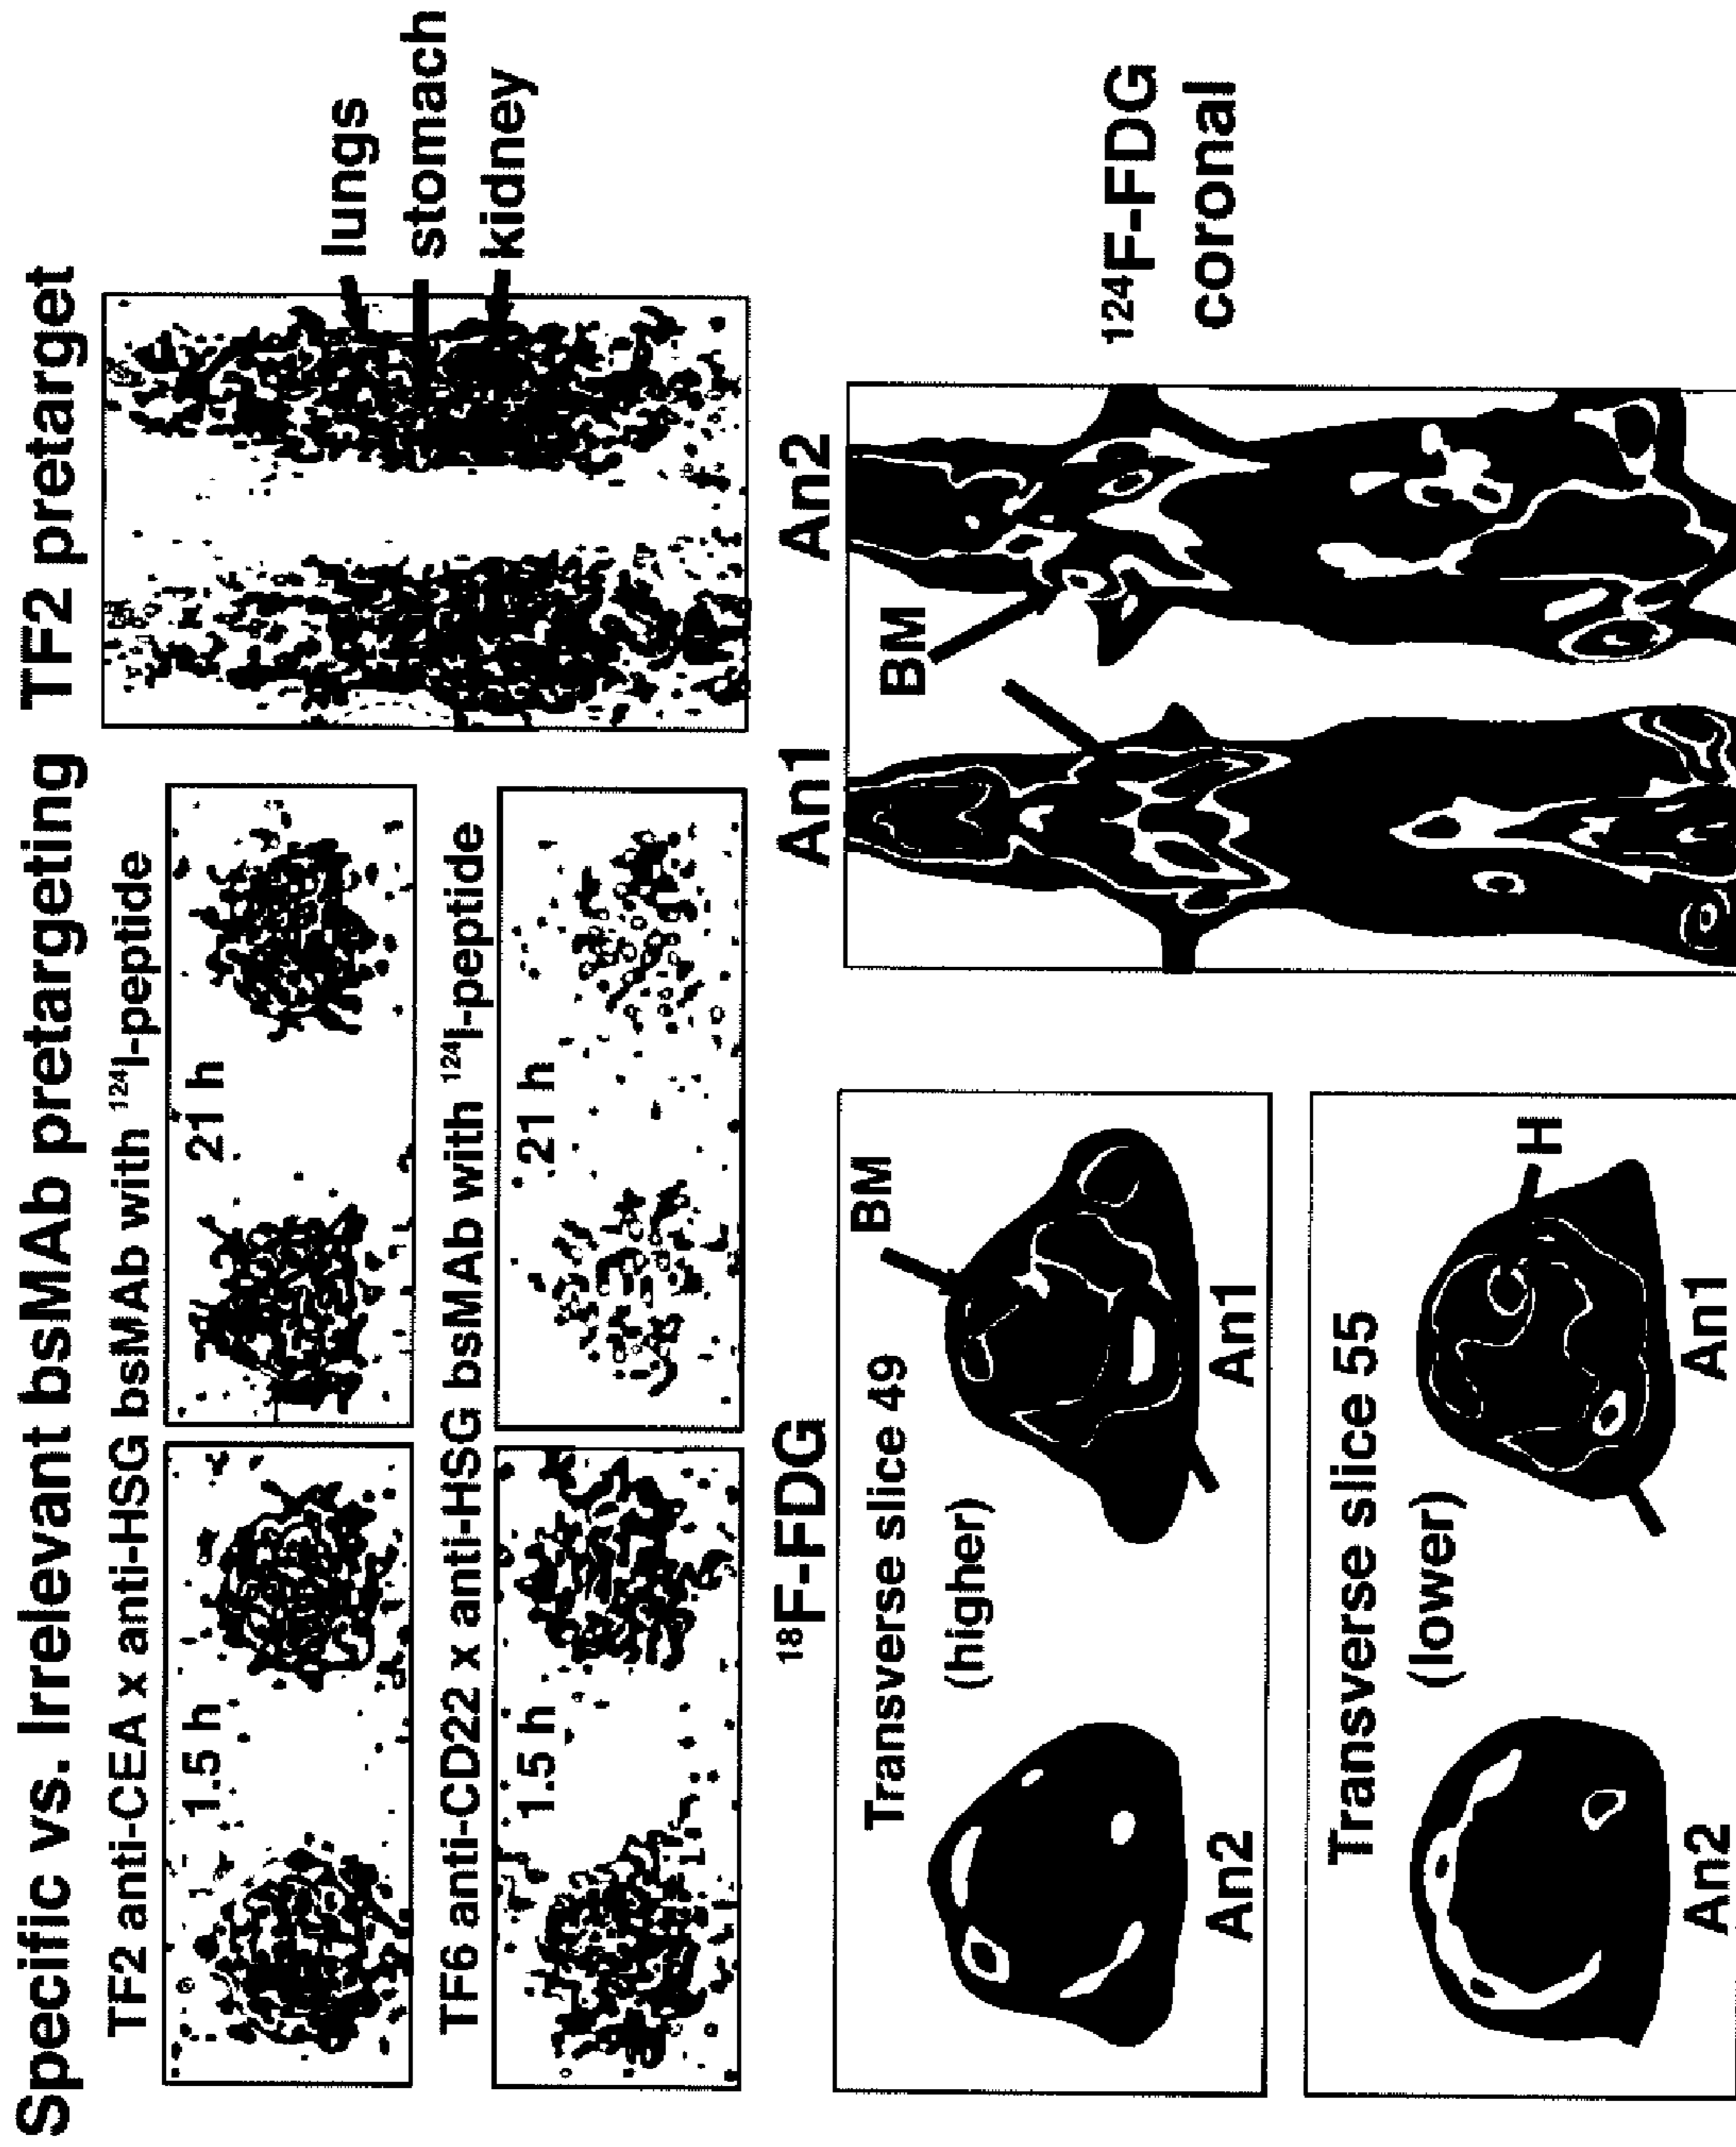 Specific vs. Irrelevant bsMAb pretargeting
TF2 pretarget
TF2 anti-CEA x anti-HSG bsMAb with ¹²⁴I-peptide
1.5 h
21 h
TF6 anti-CD22 x anti-HSG bsMAb with ¹²⁴I-peptide
1.5 h
21 h
lungs
stomach
kidney
¹⁸F-FDG
Transverse slice 49
(higher)
BM
An2
An1
Transverse slice 55
(lower)
H
An2
An1
An1
An2
BM
¹²⁴F-FDG
coronal